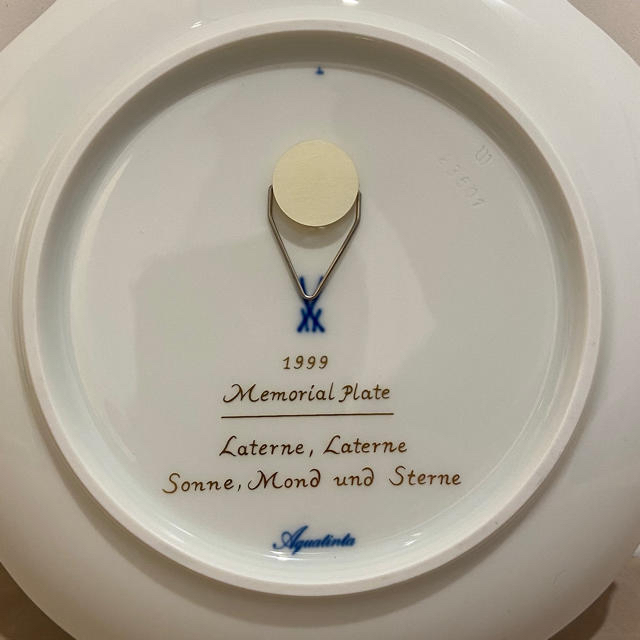 1999
Memorial Plate
Laterne, Laterne
Sonne, Mond und Sterne
Aquatinta